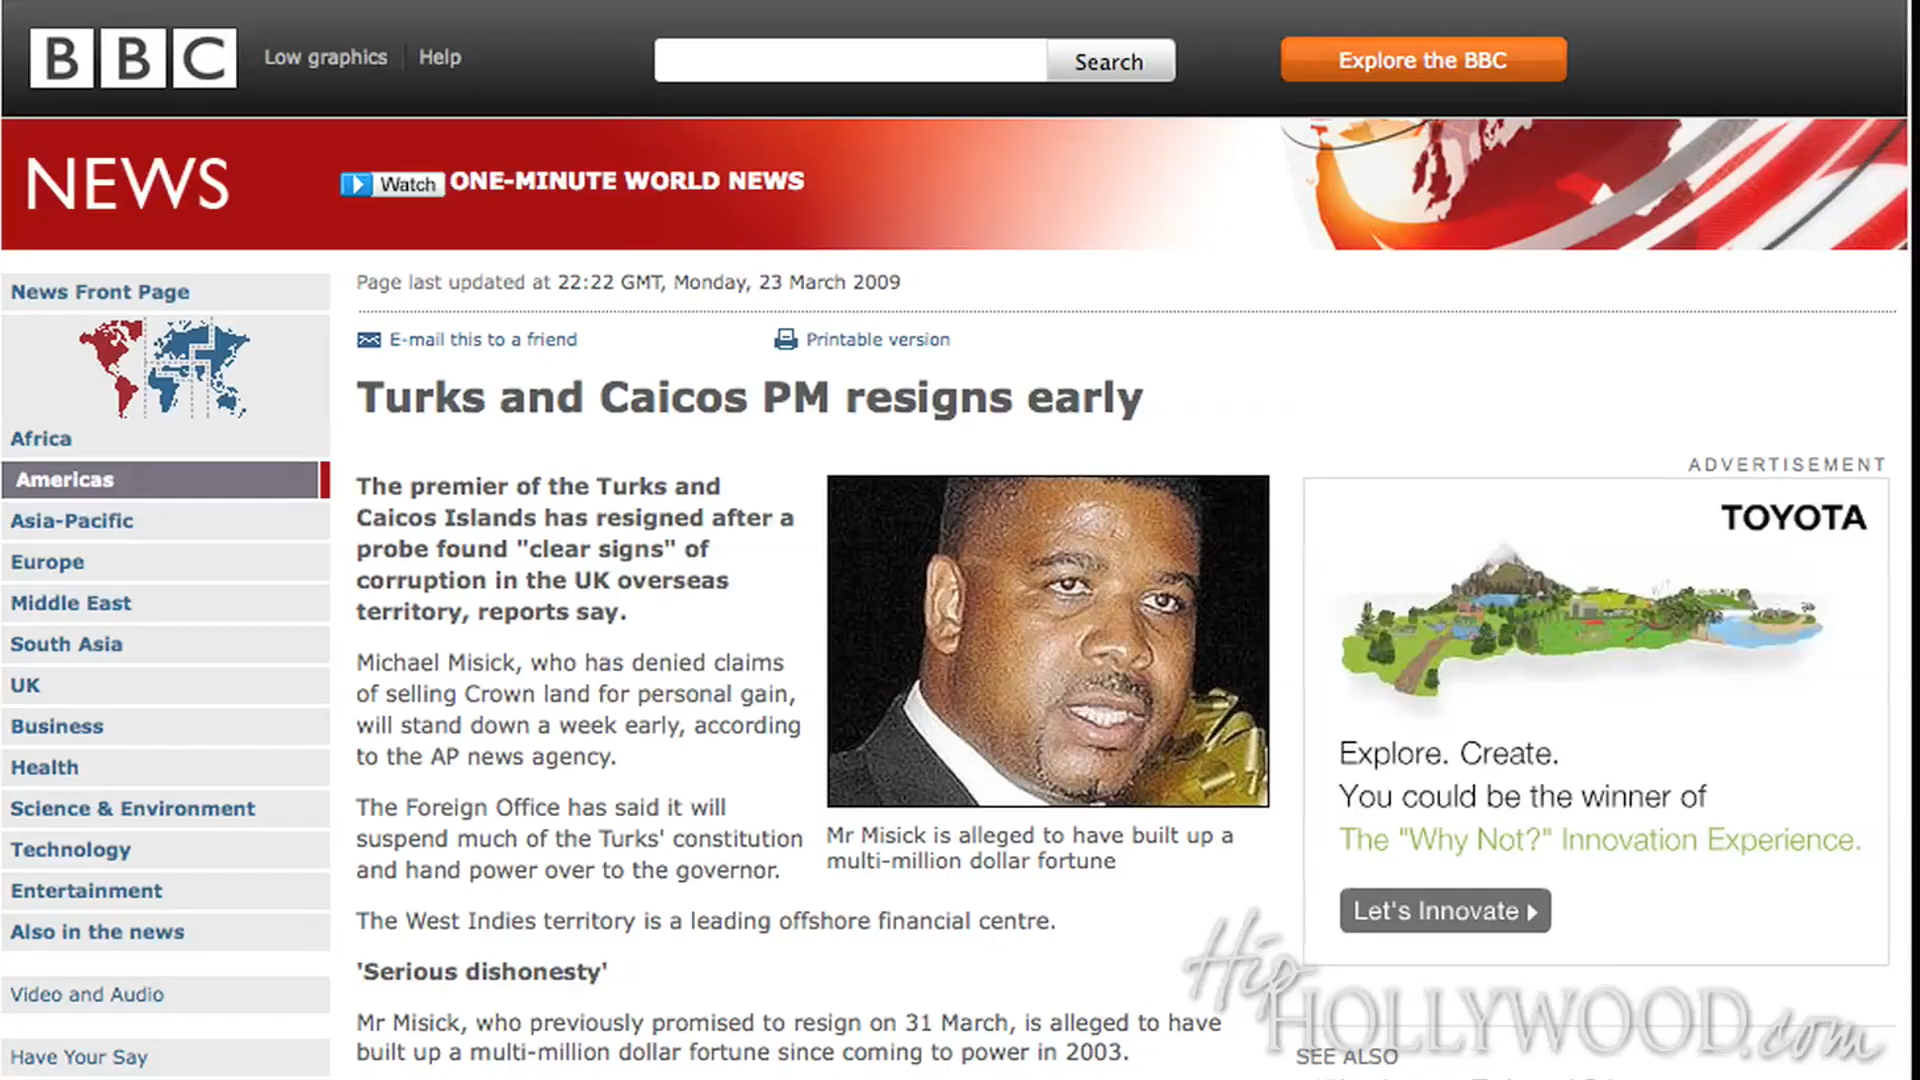 BBC
Low graphics
Help
Search
Explore the BBC
NEWS
Watch ONE-MINUTE WORLD NEWS
News Front Page
Africa
Americas
Asia-Pacific
Europe
Middle East
South Asia
UK
Business
Health
Science & Environment
Technology
Entertainment
Also in the news
Video and Audio
Have Your Say
Page last updated at 22:22 GMT, Monday, 23 March 2009
E-mail this to a friend
Printable version
Turks and Caicos PM resigns early
The premier of the Turks and
Caicos Islands has resigned after a
probe found "clear signs" of
corruption in the UK overseas
territory, reports say.
Michael Misick, who has denied claims
of selling Crown land for personal gain,
will stand down a week early, according
to the AP news agency.
The Foreign Office has said it will
suspend much of the Turks' constitution
and hand power over to the governor.
Mr Misick is alleged to have built up a
multi-million dollar fortune
The West Indies territory is a leading offshore financial centre.
'Serious dishonesty'
Mr Misick, who previously promised to resign on 31 March, is alleged to have
built up a multi-million dollar fortune since coming to power in 2003.
ADVERTISEMENT
TOYOTA
Explore. Create.
You could be the winner of
The "Why Not?" Innovation Experience.
Let's Innovate
Hip
HOLLYWOOD.com
SEE ALSO